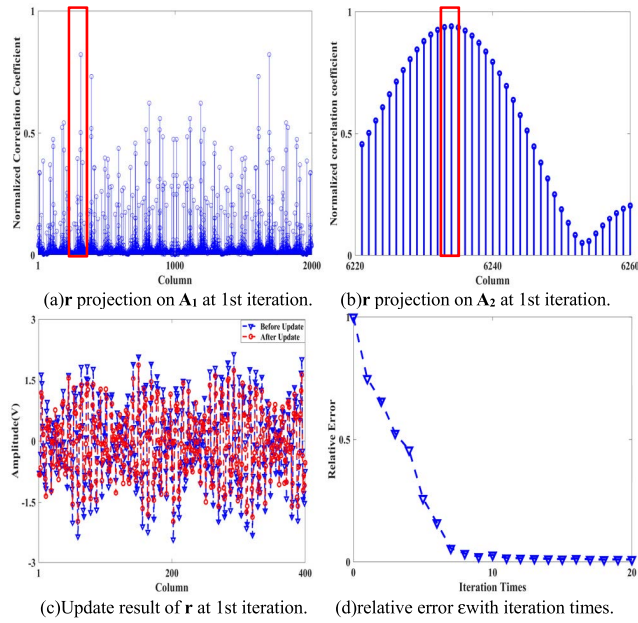 Normalized Correlation Coefficient
1
0.5
0
1
1000
2000
Column
(a)r projection on A1 at 1st iteration.
Normalized Correlation coefficient
1
0.5
0
6220
6240
6260
Column
(b)r projection on A2 at 1st iteration.
Amplitude(V)
3
1.5
0
-1.5
-3
Before Update
After Update
1
200
400
Column
(c)Update result of r at 1st iteration.
Relative Error
1
0.5
0
0
10
20
Iteration Times
(d)relative error εwith iteration times.